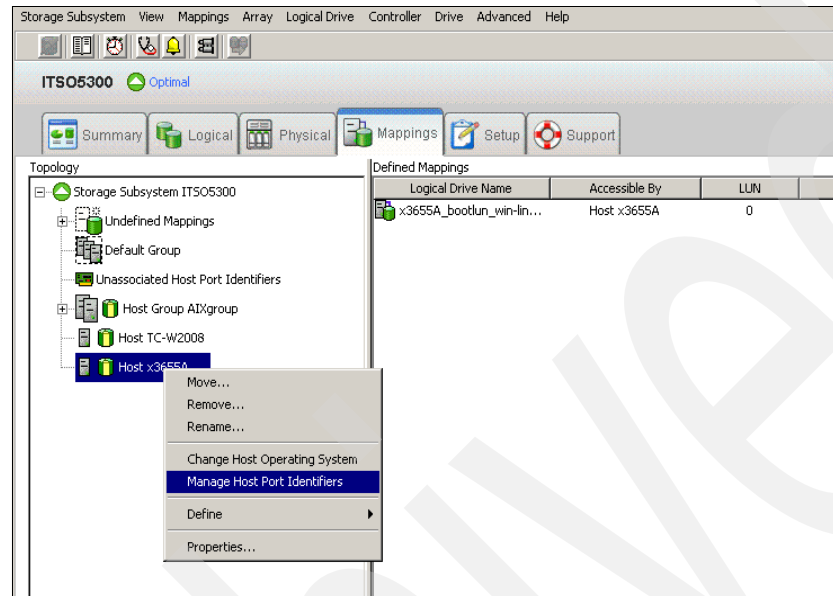 Storage Subsystem View Mappings Array Logical Drive Controller Drive Advanced Help
ITSO5300 Optimal
Summary Logical Physical Mappings Setup Support
Topology
Storage Subsystem ITSO5300
Undefined Mappings
Default Group
Unassociated Host Port Identifiers
Host Group AIXgroup
Host TC-W2008
Host x3655A
Move...
Remove...
Rename...
Change Host Operating System
Manage Host Port Identifiers
Define
Properties...
Defined Mappings
Logical Drive Name Accessible By LUN
x3655A_bootlun_win-lin... Host x3655A 0